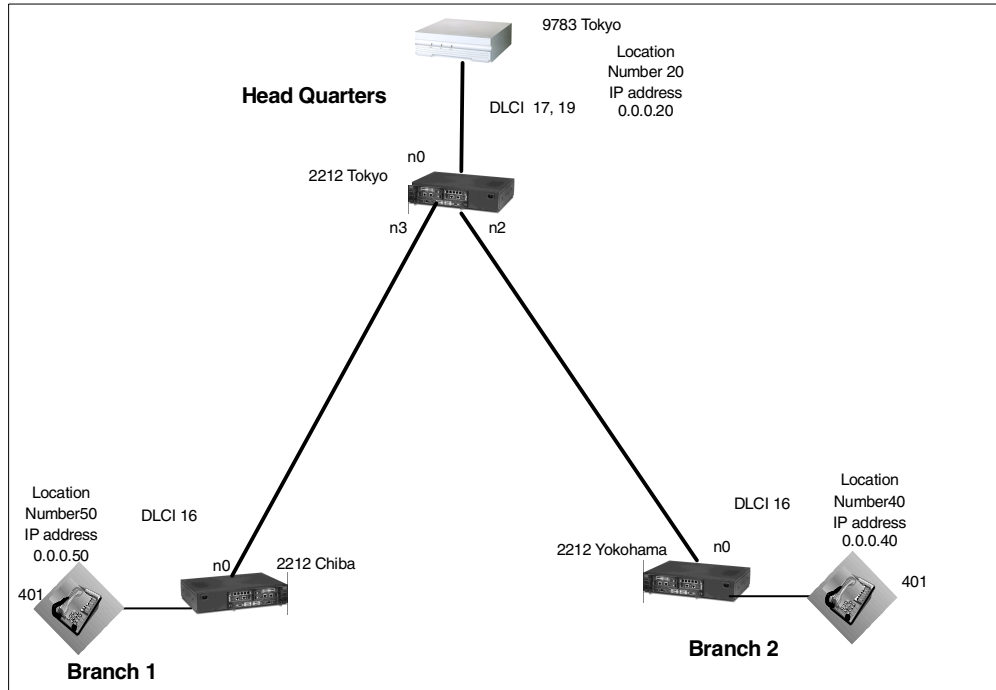 9783 Tokyo
Location
Number 20
IP address
0.0.0.20
Head Quarters
DLCI 17, 19
n0
2212 Tokyo
n3
n2
Location
Number50
IP address
0.0.0.50
DLCI 16
n0
2212 Chiba
401
Branch 1
DLCI 16
Location
Number40
IP address
0.0.0.40
2212 Yokohama
n0
401
Branch 2